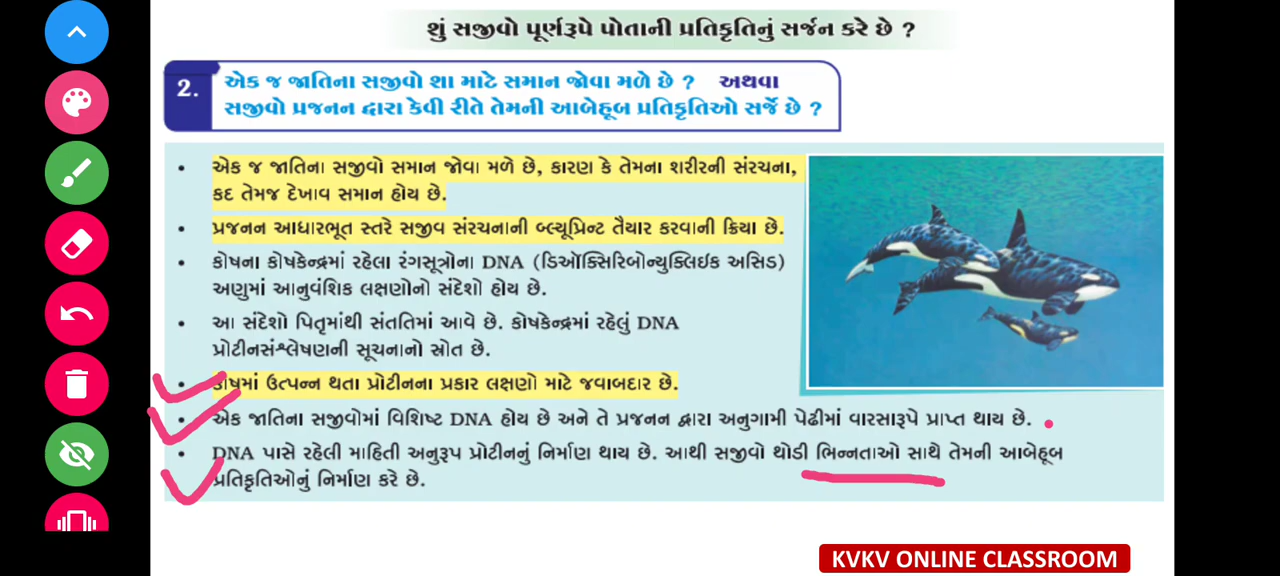 શું સજીવો પૂર્ણરૂપે પોતાની પ્રતિકૃતિનું સર્જન કરે છે ?
2.
એક જ જાતિના સજીવો શા માટે સમાન જોવા મળે છે ? અથવા
સજીવો પ્રજનન દ્વારા કેવી રીતે તેમની આબેહૂબ પ્રતિકૃતિઓ સર્જે છે ?
• એક જ જાતિના સજીવો સમાન જોવા મળે છે, કારણ કે તેમના શરીરની સંરચના,
કદ તેમજ દેખાવ સમાન હોય છે.
• પ્રજનન આધારભૂત સ્તરે સજીવ સંરચનાની બ્લ્યૂપ્રિન્ટ તૈયાર કરવાની ક્રિયા છે.
• કોષના કોષકેન્દ્રમાં રહેલા રંગસૂત્રોના DNA (ડિઑક્સિરિબોન્યુક્લિઇક અસિડ)
અણુમાં આનુવંશિક લક્ષણોનો સંદેશો હોય છે.
• આ સંદેશો પિતૃમાંથી સંતતિમાં આવે છે. કોષકેન્દ્રમાં રહેલું DNA
પ્રોટીનસંશ્લેષણની સૂચનાનો સ્રોત છે.
• કોષમાં ઉત્પન્ન થતા પ્રોટીનના પ્રકાર લક્ષણો માટે જવાબદાર છે.
• એક જાતિના સજીવોમાં વિશિષ્ટ DNA હોય છે અને તે પ્રજનન દ્વારા અનુગામી પેઢીમાં વારસારૂપે પ્રાપ્ત થાય છે.
• DNA પાસે રહેલી માહિતી અનુરૂપ પ્રોટીનનું નિર્માણ થાય છે. આથી સજીવો થોડી ભિન્નતાઓ સાથે તેમની આબેહૂબ
પ્રતિકૃતિઓનું નિર્માણ કરે છે.
KVKV ONLINE CLASSROOM